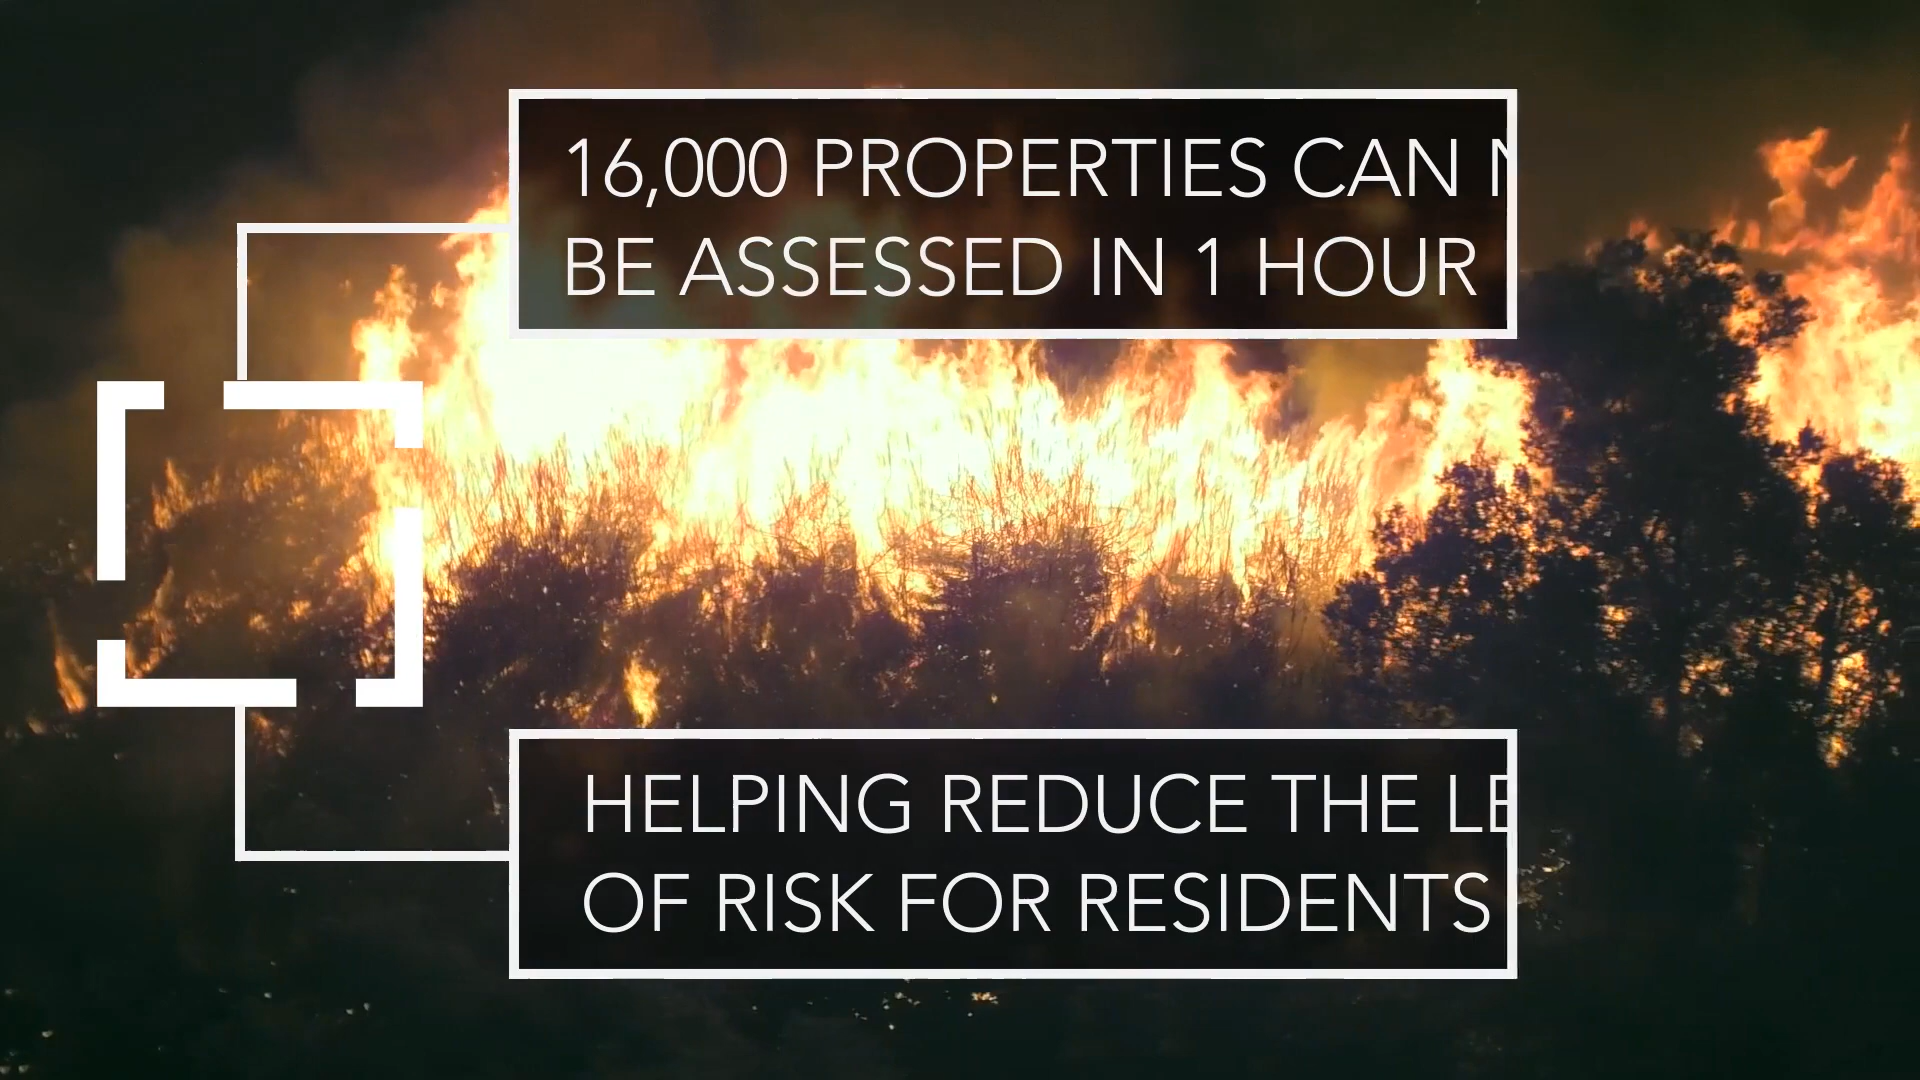 16,000 PROPERTIES CAN
BE ASSESSED IN 1 HOUR
HELPING REDUCE THE
OF RISK FOR RESIDENTS